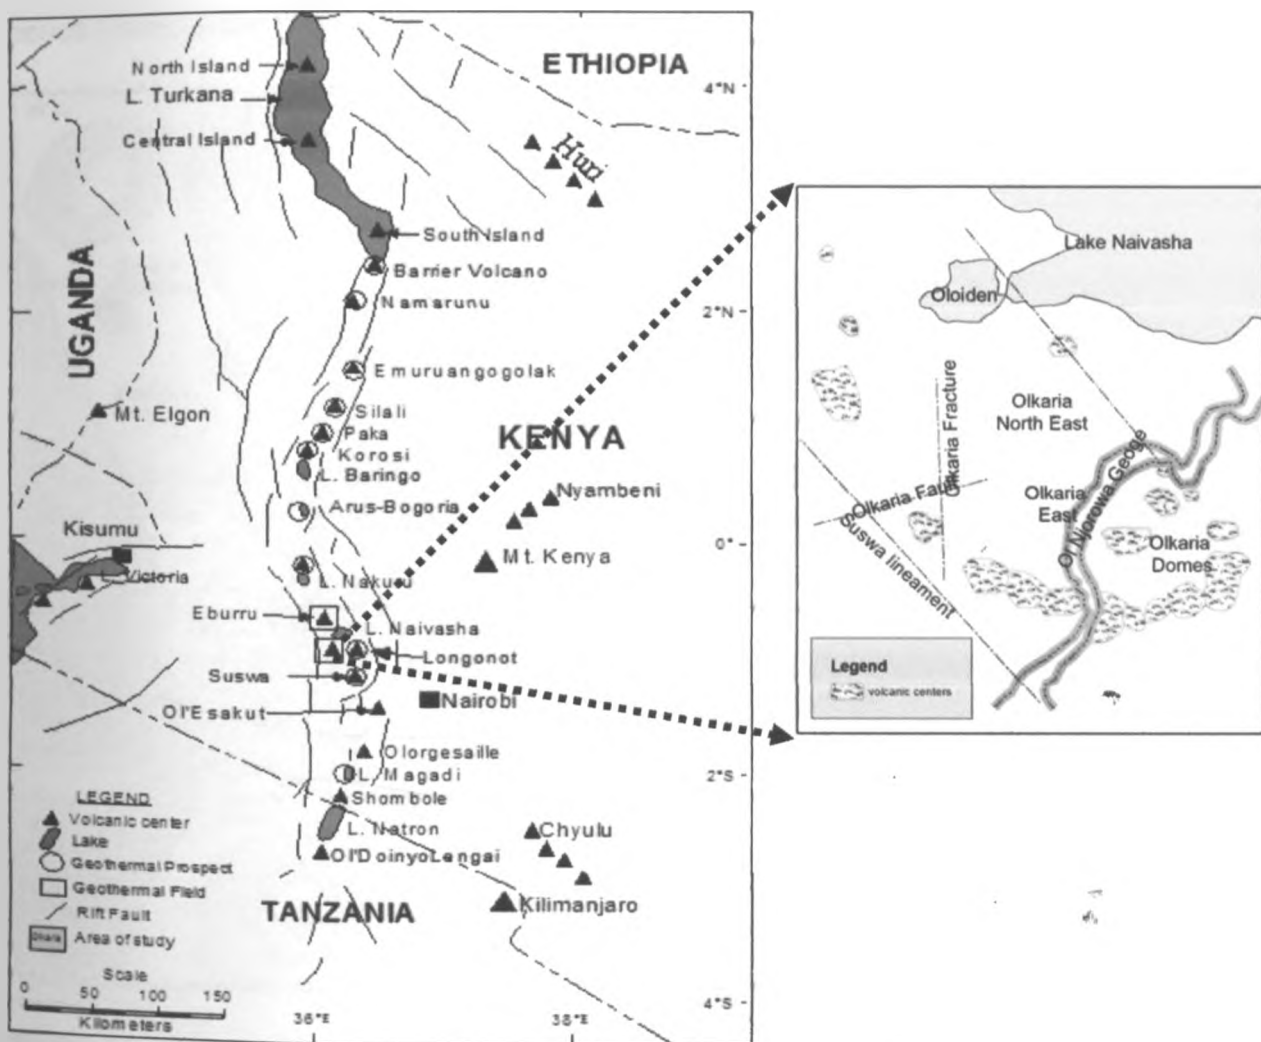 ETHIOPIA
North Island
L. Turkana
4°N
Central Island
Huri
South Island
Barrier Volcano
Namarunu
2°N
UGANDA
Emuruangogolak
Mt. Elgon
Silali
Paka
KENYA
Korosi
L. Baringo
Nyambeni
Arus-Bogoria
Kisumu
0°
Mt. Kenya
L. Victoria
L. Nakuru
Eburru
L. Naivasha
Longonot
Suswa
Nairobi
Ol'Esakut
Olorgesaille
L. Magadi
2°S
Shombole
L. Natron
Chyulu
Ol'DoinyoLengai
Kilimanjaro
TANZANIA
LEGEND
Volcanic center
Lake
Geothermal Prospect
Geothermal Field
Rift Fault
Area of study
Scale
0 50 100 150
Kilometers
4°S
36°E
38°E
Lake Naivasha
Oloiden
Olkaria
North East
Olkaria Fracture
Olkaria Fault
Olkaria
East
Ol Njorowa Geoge
Suswa lineament
Olkaria
Domes
Legend
volcanic centers